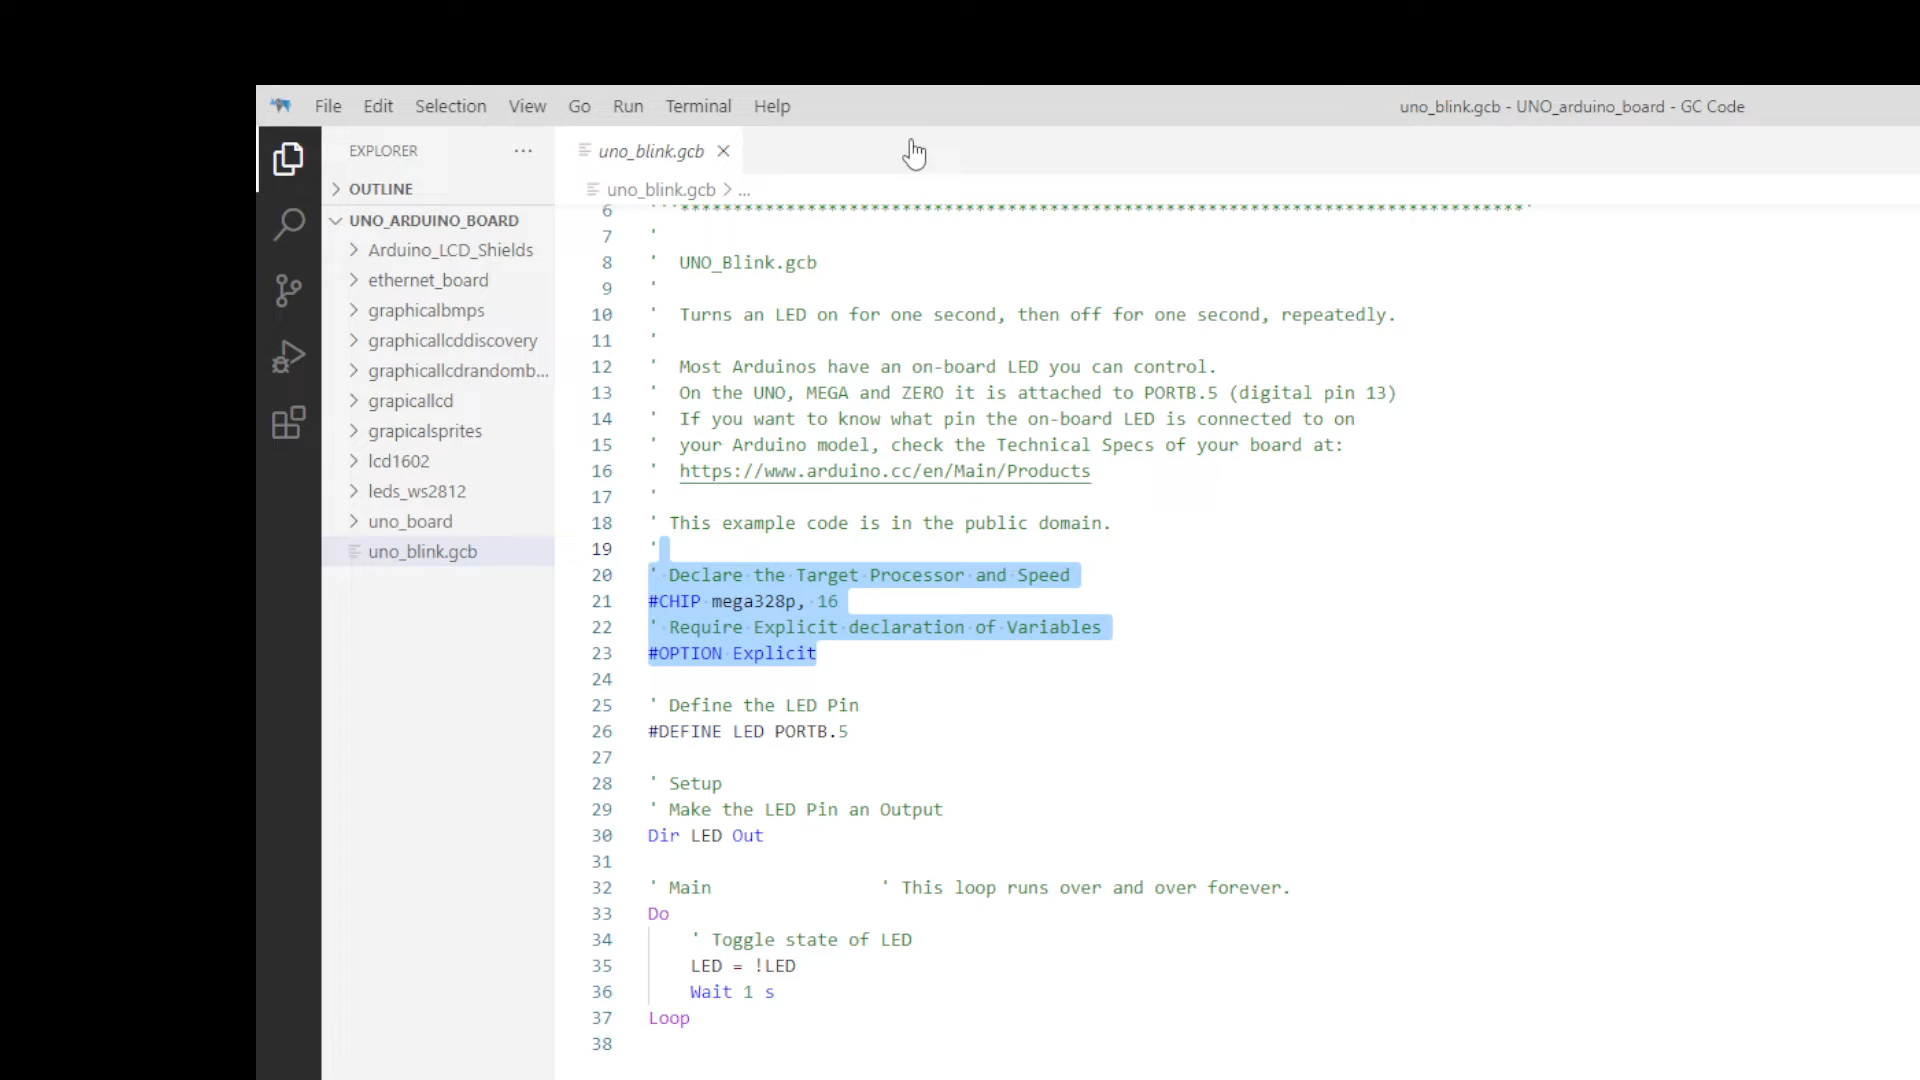 File Edit Selection View Go Run Terminal Help
uno_blink.gcb - UNO_arduino_board - GC Code
EXPLORER ...
OUTLINE
UNO_ARDUINO_BOARD
Arduino_LCD_Shields
ethernet_board
graphicalbmps
graphicallcddiscovery
graphicallcdrandomb...
grapicallcd
grapicalsprites
lcd1602
leds_ws2812
uno_board
uno_blink.gcb
uno_blink.gcb
uno_blink.gcb > ...
6 '''********************************************************************************'
7 '
8 ' UNO_Blink.gcb
9 '
10 ' Turns an LED on for one second, then off for one second, repeatedly.
11 '
12 ' Most Arduinos have an on-board LED you can control.
13 ' On the UNO, MEGA and ZERO it is attached to PORTB.5 (digital pin 13)
14 ' If you want to know what pin the on-board LED is connected to on
15 ' your Arduino model, check the Technical Specs of your board at:
16 ' https://www.arduino.cc/en/Main/Products
17 '
18 ' This example code is in the public domain.
19 '
20 ' Declare the Target Processor and Speed
21 #CHIP mega328p, 16
22 ' Require Explicit declaration of Variables
23 #OPTION Explicit
24
25 ' Define the LED Pin
26 #DEFINE LED PORTB.5
27
28 ' Setup
29 ' Make the LED Pin an Output
30 Dir LED Out
31
32 ' Main ' This loop runs over and over forever.
33 Do
34 ' Toggle state of LED
35 LED = !LED
36 Wait 1 s
37 Loop
38